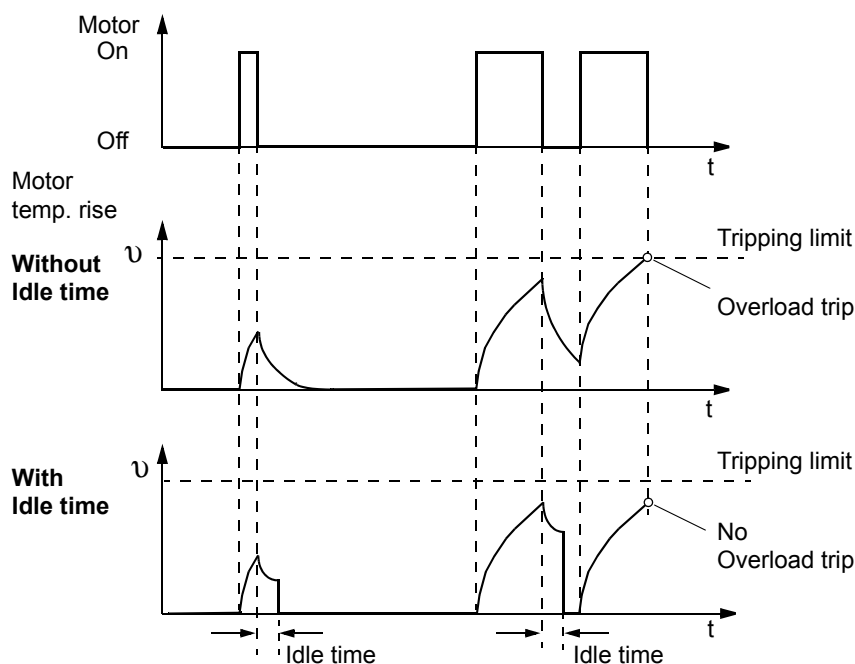 Motor
On
Off
t
Motor
temp. rise
υ
Tripping limit
Without
Idle time
Overload trip
t
With
Idle time
υ
Tripping limit
No
Overload trip
t
Idle time
Idle time